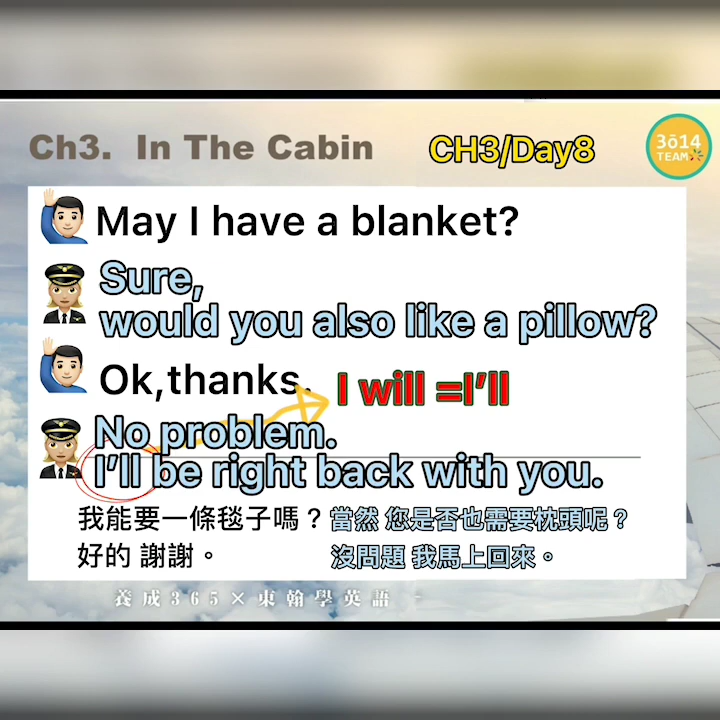 Ch3. In The Cabin
CH3/Day8
3ō14
TEAM
May I have a blanket?
Sure,
would you also like a pillow?
Ok,thanks.
I will =I'll
No problem.
I'll be right back with you.
我能要一條毯子嗎？當然 您是否也需要枕頭呢？
好的 謝謝。 沒問題 我馬上回來。
養成365×東翰學英語